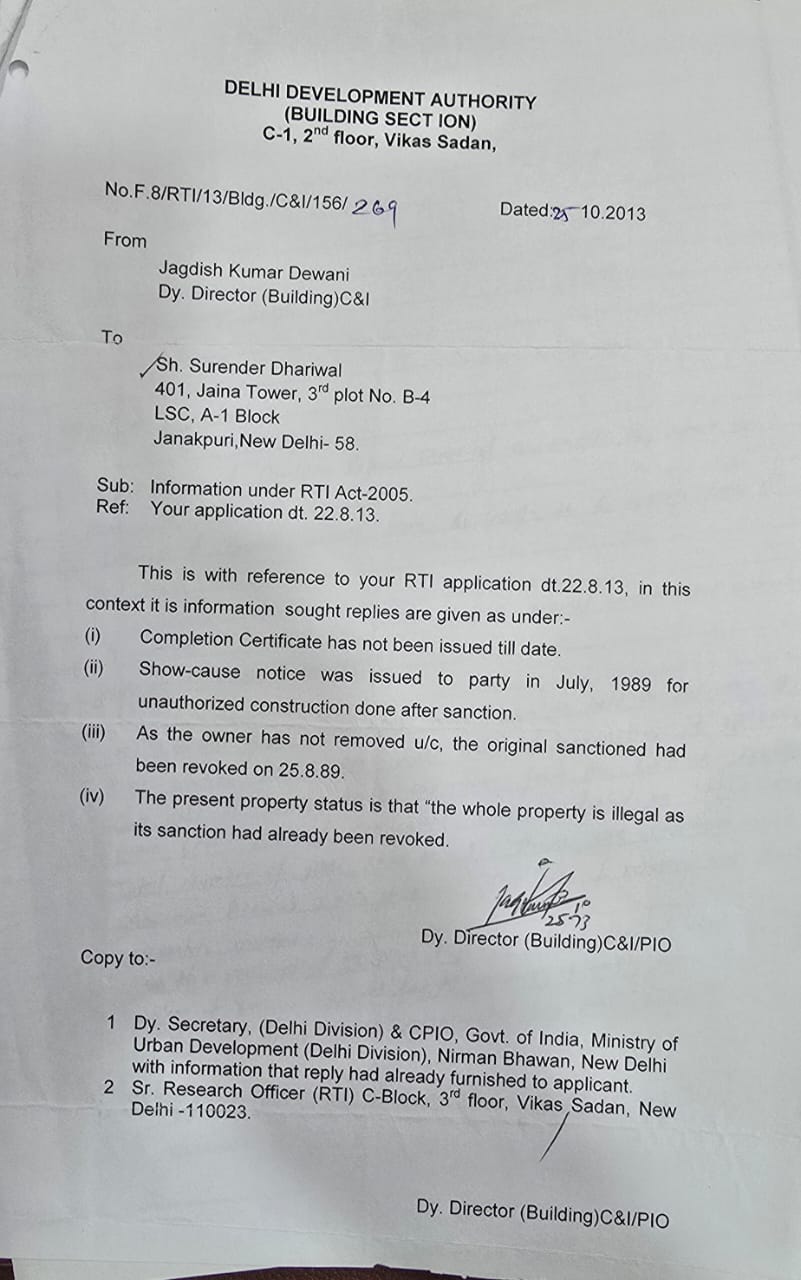 DELHI DEVELOPMENT AUTHORITY
(BUILDING SECT ION)
C-1, 2nd floor, Vikas Sadan,
No.F.8/RTI/13/Bldg./C&I/156/ 269 Dated:25 10.2013
From
Jagdish Kumar Dewani
Dy. Director (Building)C&I
To
Sh. Surender Dhariwal
401, Jaina Tower, 3rd plot No. B-4
LSC, A-1 Block
Janakpuri,New Delhi- 58.
Sub: Information under RTI Act-2005.
Ref: Your application dt. 22.8.13.
This is with reference to your RTI application dt.22.8.13, in this
context it is information sought replies are given as under:-
(i) Completion Certificate has not been issued till date.
(ii) Show-cause notice was issued to party in July, 1989 for
unauthorized construction done after sanction.
(iii) As the owner has not removed u/c, the original sanctioned had
been revoked on 25.8.89.
(iv) The present property status is that “the whole property is illegal as
its sanction had already been revoked.
Dy. Director (Building)C&I/PIO
Copy to:-
1 Dy. Secretary, (Delhi Division) & CPIO, Govt. of India, Ministry of
Urban Development (Delhi Division), Nirman Bhawan, New Delhi
with information that reply had already furnished to applicant.
2 Sr. Research Officer (RTI) C-Block, 3rd floor, Vikas Sadan, New
Delhi -110023.
Dy. Director (Building)C&I/PIO